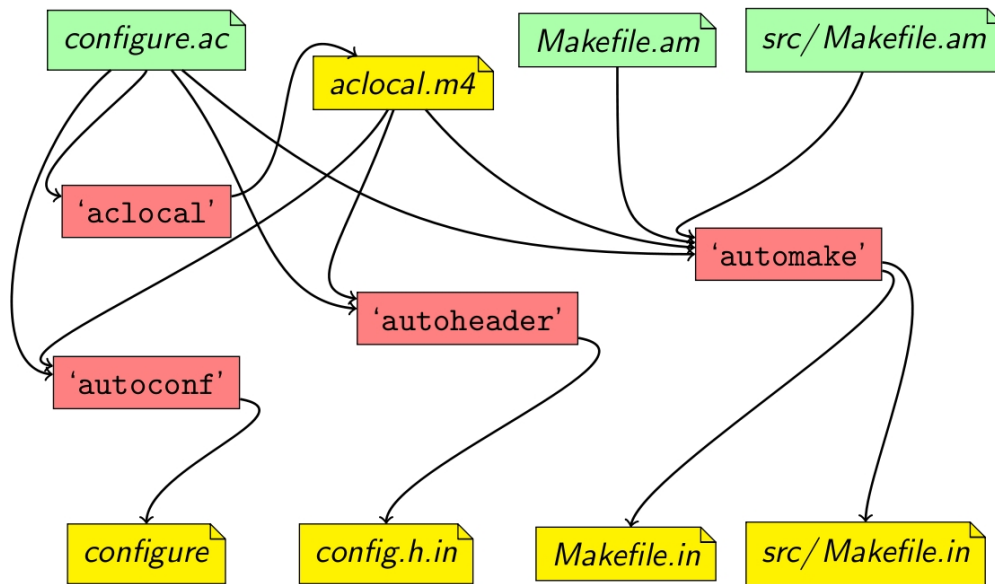 configure.ac
aclocal.m4
Makefile.am
src/Makefile.am
‘aclocal’
‘automake’
‘autoheader’
‘autoconf’
configure
config.h.in
Makefile.in
src/Makefile.in